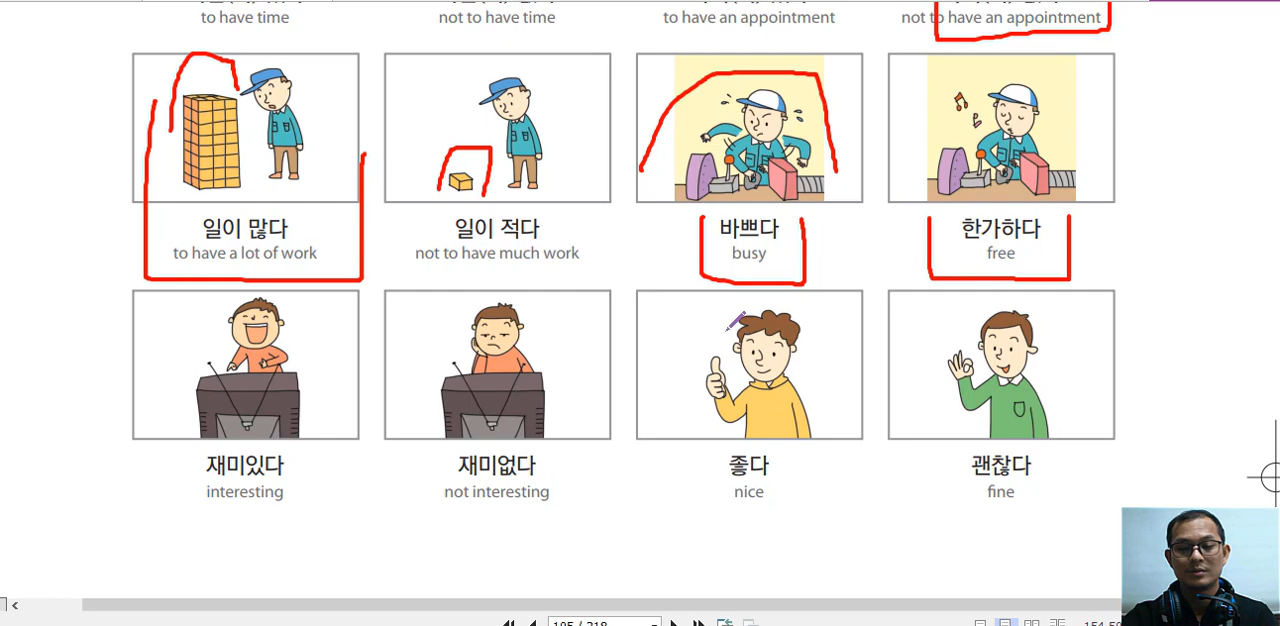 to have time
not to have time
to have an appointment
not to have an appointment
일이 많다
to have a lot of work
일이 적다
not to have much work
바쁘다
busy
한가하다
free
재미있다
interesting
재미없다
not interesting
좋다
nice
괜찮다
fine